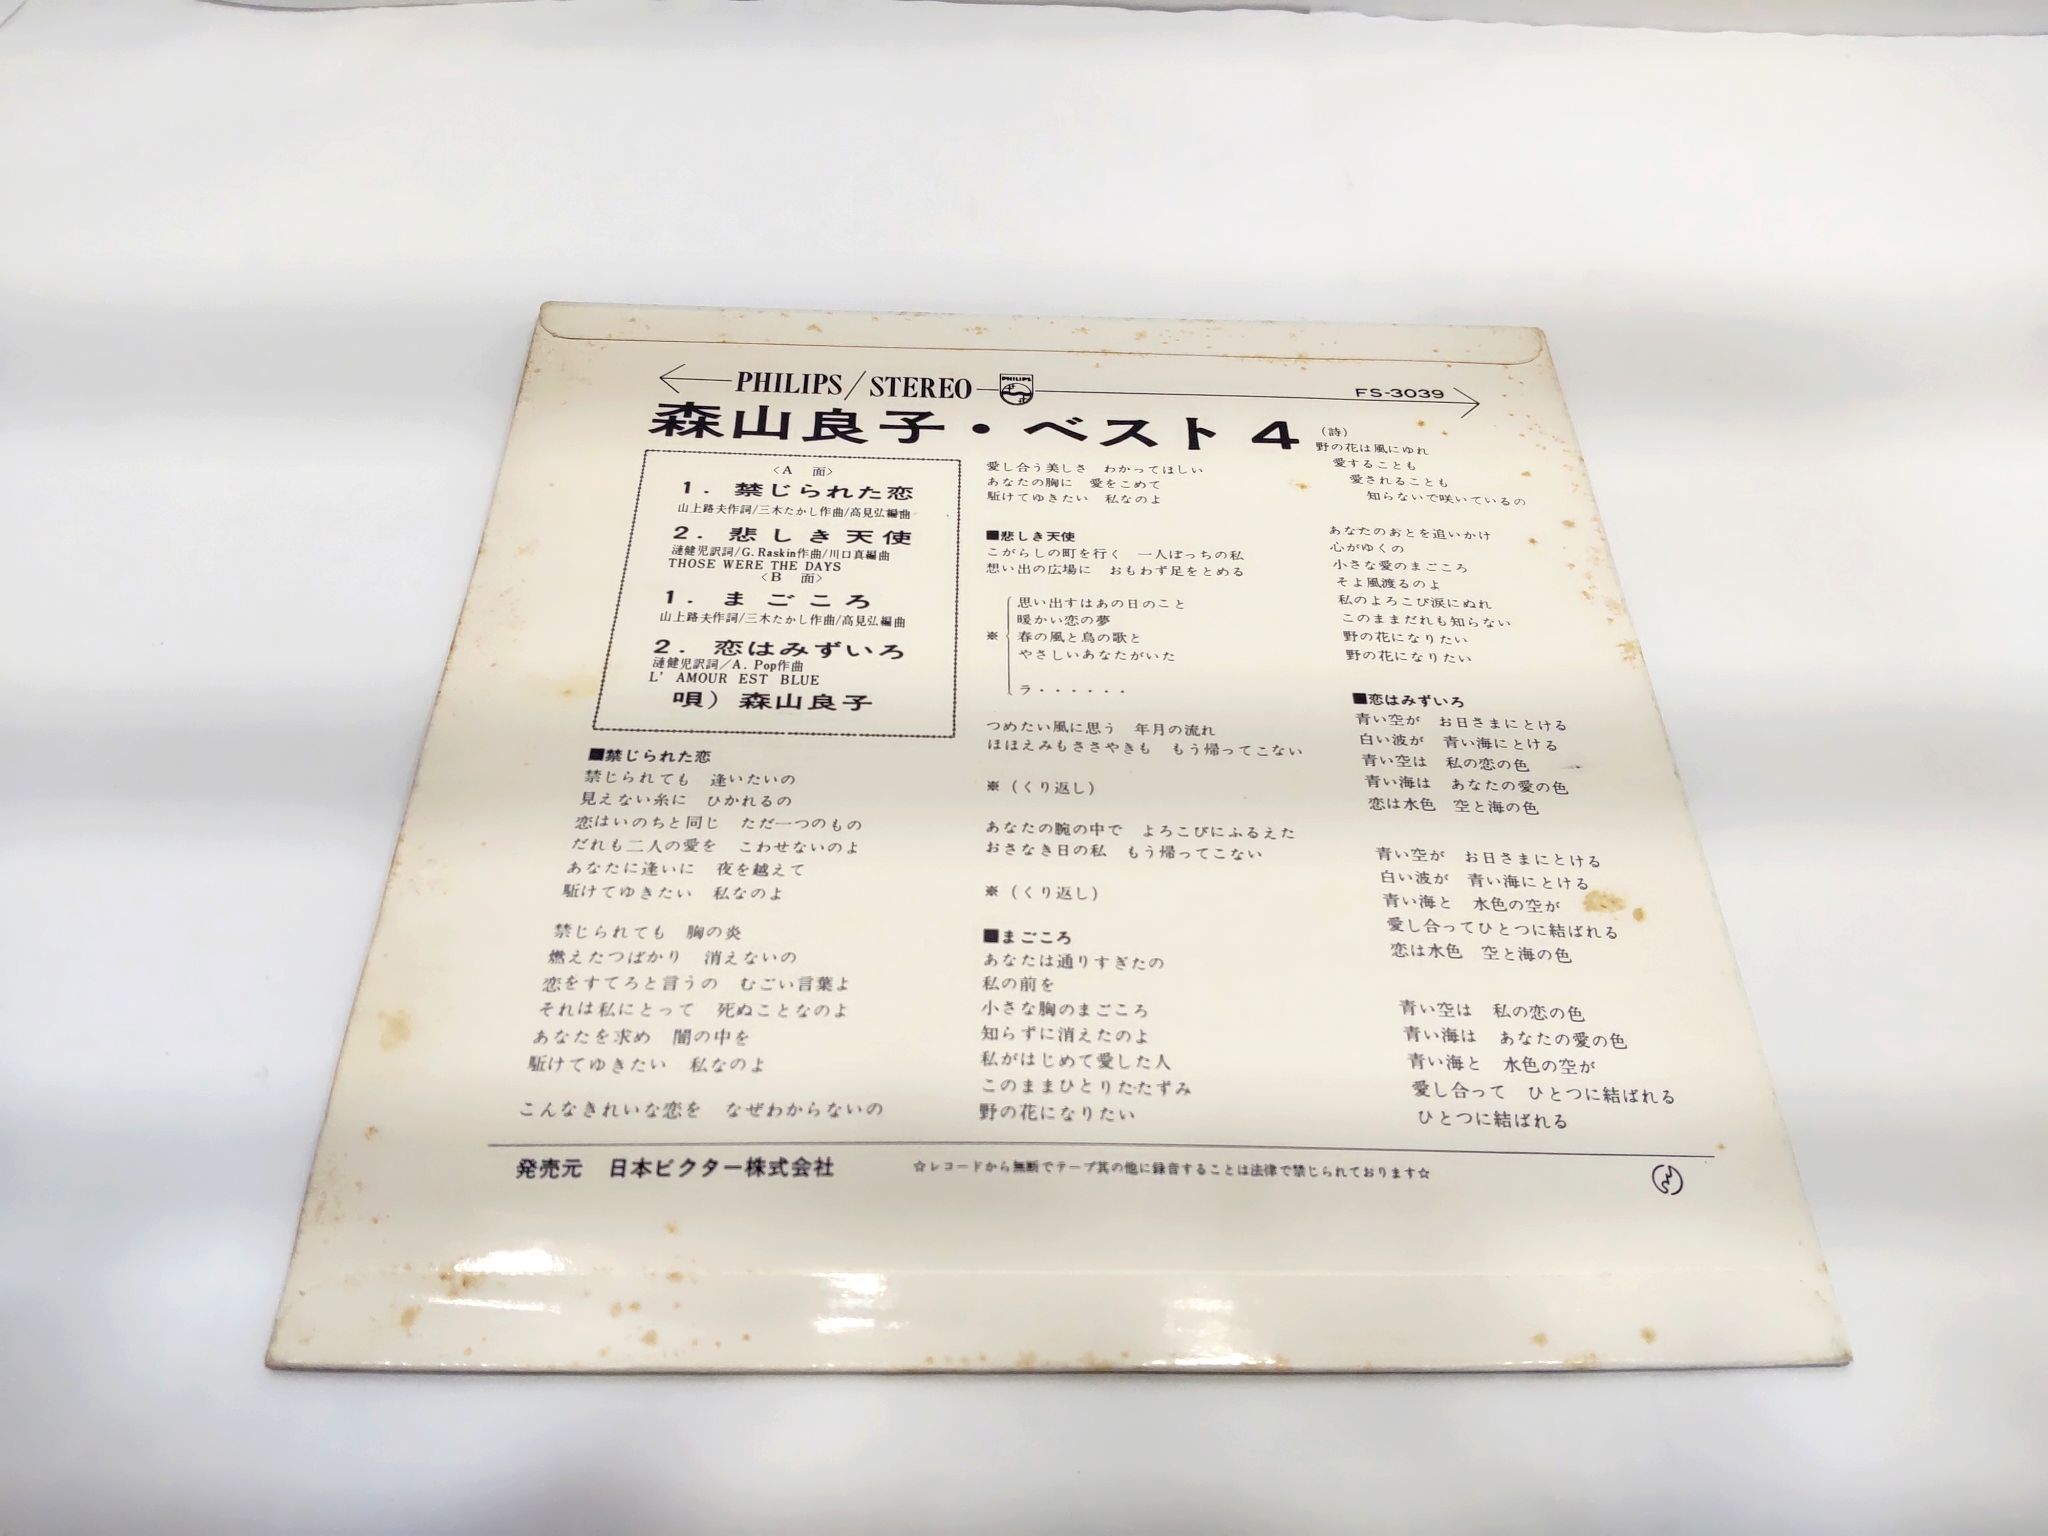 PHILIPS/STEREO
PHILIPS
FS-3039
森山良子・ベスト4
〈A 面〉
1. 禁じられた恋
山上路夫作詞/三木たかし作曲/高見弘編曲
2. 悲しき天使
漣健児訳詞/G. Raskin作曲/川口真編曲
THOSE WERE THE DAYS
〈B 面〉
1. まごころ
山上路夫作詞/三木たかし作曲/高見弘編曲
2. 恋はみずいろ
漣健児訳詞/A. Pop作曲
L' AMOUR EST BLUE
唄) 森山良子
■禁じられた恋
禁じられても 逢いたいの
見えない糸に ひかれるの
恋はいのちと同じ ただ一つのもの
だれも二人の愛を こわせないのよ
あなたに逢いに 夜を越えて
駈けてゆきたい 私なのよ
禁じられても 胸の炎
燃えたつばかり 消えないの
恋をすてろと言うの むごい言葉よ
それは私にとって 死ぬことなのよ
あなたを求め 闇の中を
駈けてゆきたい 私なのよ
こんなきれいな恋を なぜわからないの
愛し合う美しさ わかってほしい
あなたの胸に 愛をこめて
駈けてゆきたい 私なのよ
■悲しき天使
こがらしの町を行く 一人ぼっちの私
想い出の広場に おもわず足をとめる
思い出すはあの日のこと
暖かい恋の夢
※ 春の風と鳥の歌と
やさしいあなたがいた
ラ・・・・・・
つめたい風に思う 年月の流れ
ほほえみもささやきも もう帰ってこない
※（くり返し）
あなたの腕の中で よろこびにふるえた
おさなき日の私 もう帰ってこない
※（くり返し）
■まごころ
あなたは通りすぎたの
私の前を
小さな胸のまごころ
知らずに消えたのよ
私がはじめて愛した人
このままひとりたたずみ
野の花になりたい
（詩）
野の花は風にゆれ
愛することも
愛されることも
知らないで咲いているの
あなたのおとを追いかけ
心がゆくの
小さな愛のまごころ
そよ風渡るのよ
私のよろこび涙にぬれ
このままだれも知らない
野の花になりたい
野の花になりたい
■恋はみずいろ
青い空が お日さまにとける
白い波が 青い海にとける
青い空は 私の恋の色
青い海は あなたの愛の色
恋は水色 空と海の色
青い空が お日さまにとける
白い波が 青い海にとける
青い海と 水色の空が
愛し合ってひとつに結ばれる
恋は水色 空と海の色
青い空は 私の恋の色
青い海は あなたの愛の色
青い海と 水色の空が
愛し合って ひとつに結ばれる
ひとつに結ばれる
発売元 日本ビクター株式会社
☆レコードから無断でテープ其の他に録音することは法律で禁じられております☆